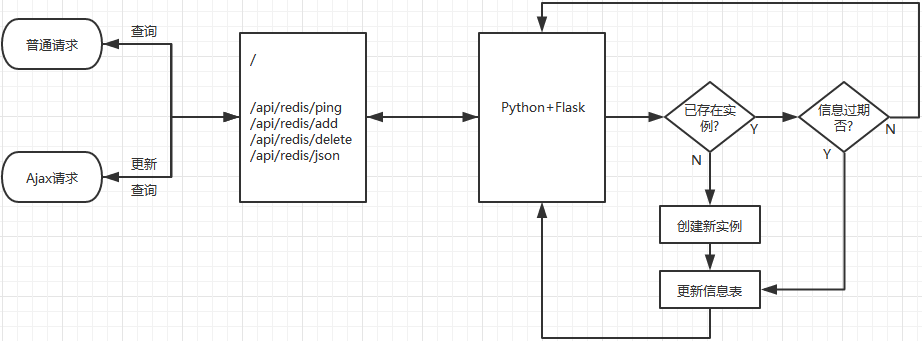 普通请求
查询
Ajax请求
更新
查询
/
/api/redis/ping
/api/redis/add
/api/redis/delete
/api/redis/json
Python+Flask
已存在实
例?
Y
N
信息过期
否?
N
Y
创建新实例
更新信息表